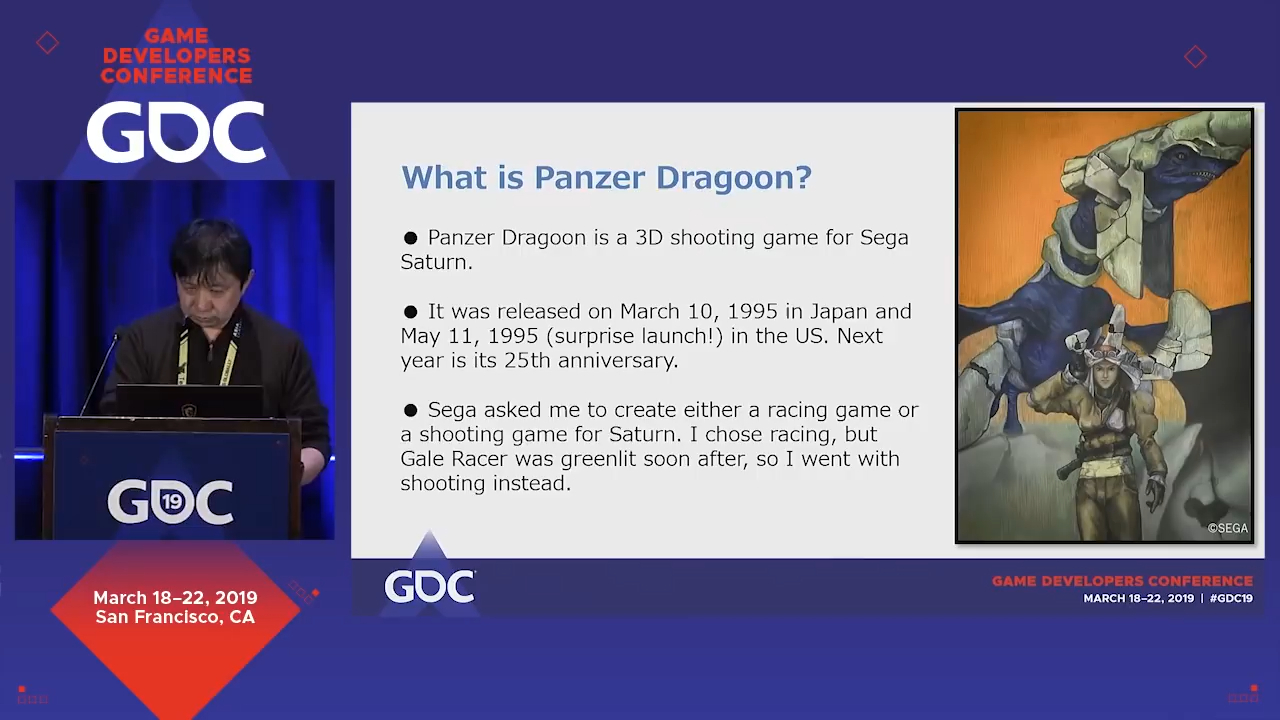 GAME
DEVELOPERS
CONFERENCE
GDC
What is Panzer Dragoon?
● Panzer Dragoon is a 3D shooting game for Sega
Saturn.
● It was released on March 10, 1995 in Japan and
May 11, 1995 (surprise launch!) in the US. Next
year is its 25th anniversary.
● Sega asked me to create either a racing game or
a shooting game for Saturn. I chose racing, but
Gale Racer was greenlit soon after, so I went with
shooting instead.
©SEGA
GDC 19
March 18–22, 2019
San Francisco, CA
GDC
GAME DEVELOPERS CONFERENCE
MARCH 18–22, 2019 | #GDC19